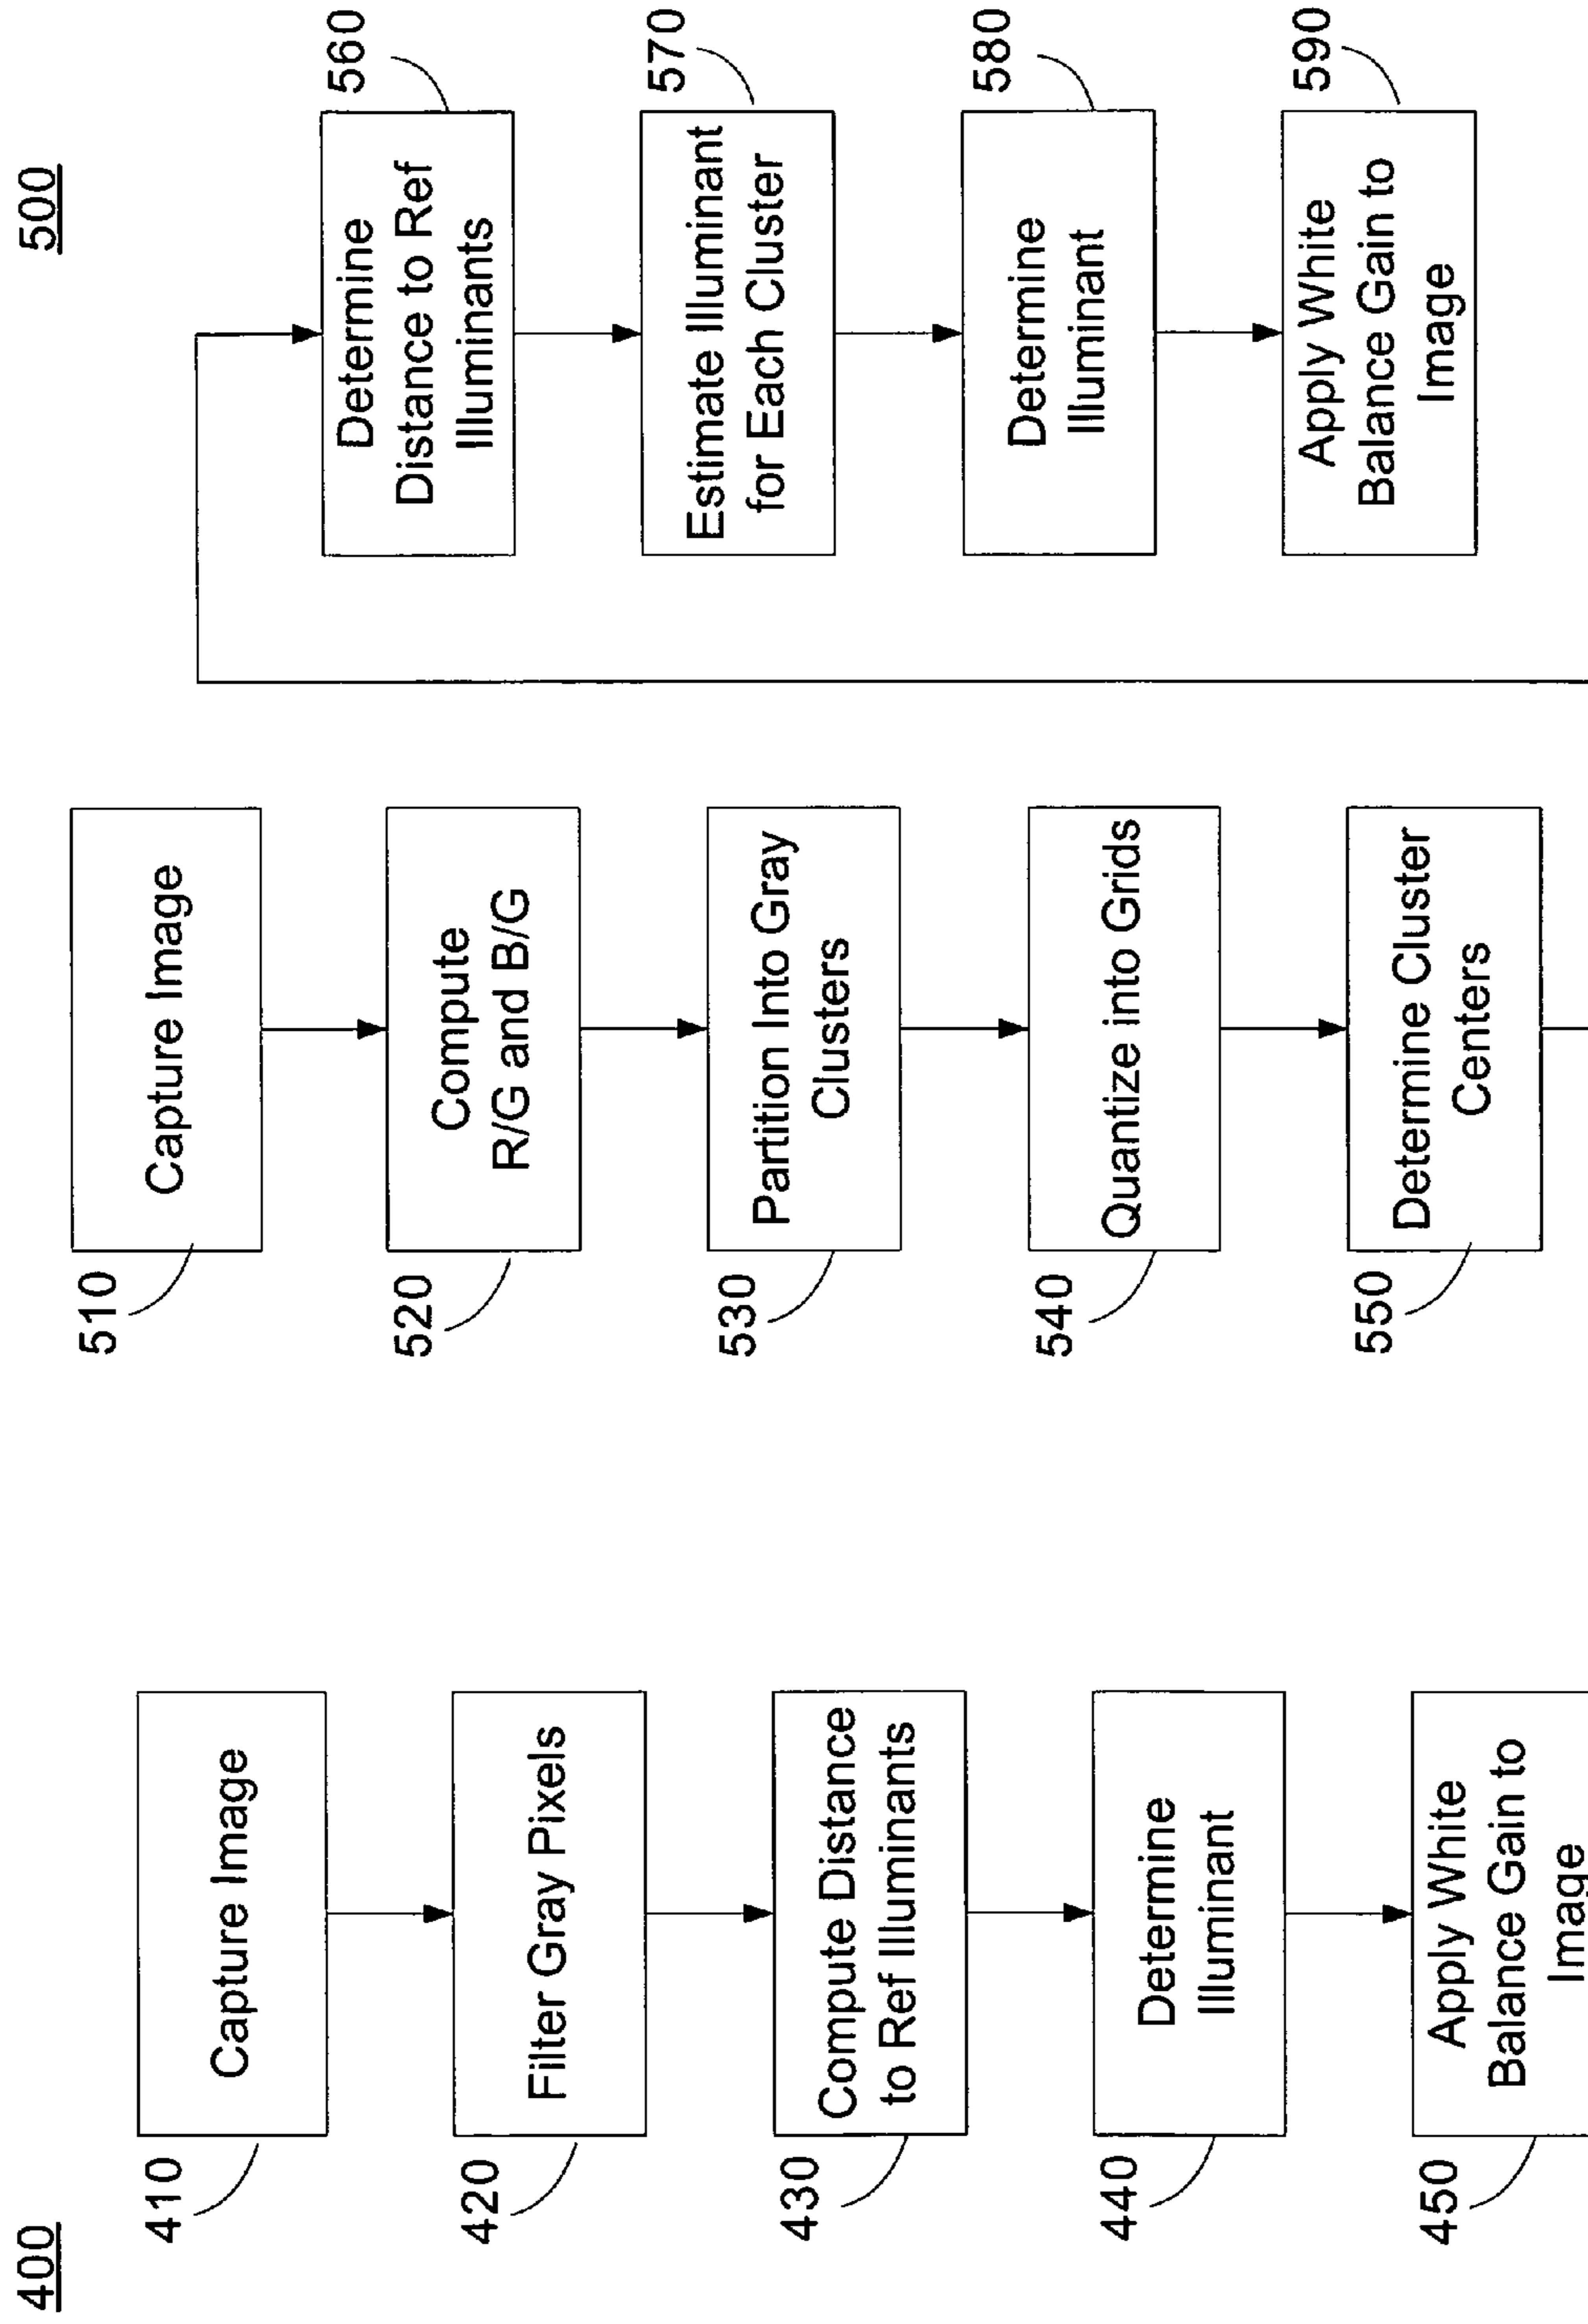 400
410
Capture Image
420
Filter Gray Pixels
430
Compute Distance
to Ref Illuminants
440
Determine
Illuminant
450
Apply White
Balance Gain to
Image
500
510
Capture Image
520
Compute
R/G and B/G
530
Partition Into Gray
Clusters
540
Quantize into Grids
550
Determine Cluster
Centers
560
Determine
Distance to Ref
Illuminants
570
Estimate Illuminant
for Each Cluster
580
Determine
Illuminant
590
Apply White
Balance Gain to
Image